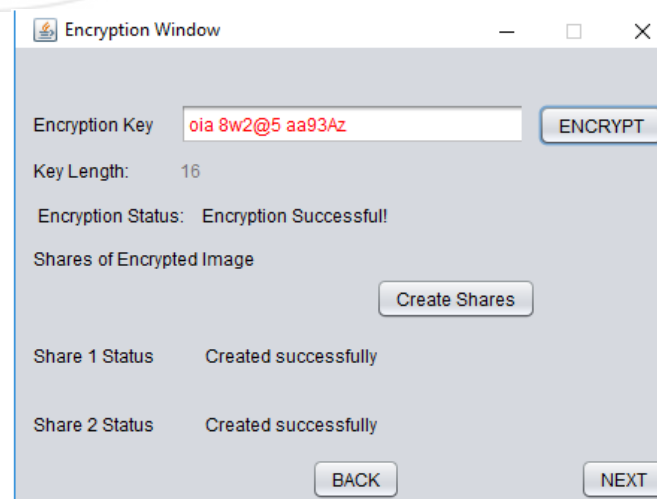 Encryption Window
Encryption Key oia 8w2@5 aa93Az ENCRYPT
Key Length: 16
Encryption Status: Encryption Successful!
Shares of Encrypted Image
Create Shares
Share 1 Status Created successfully
Share 2 Status Created successfully
BACK NEXT